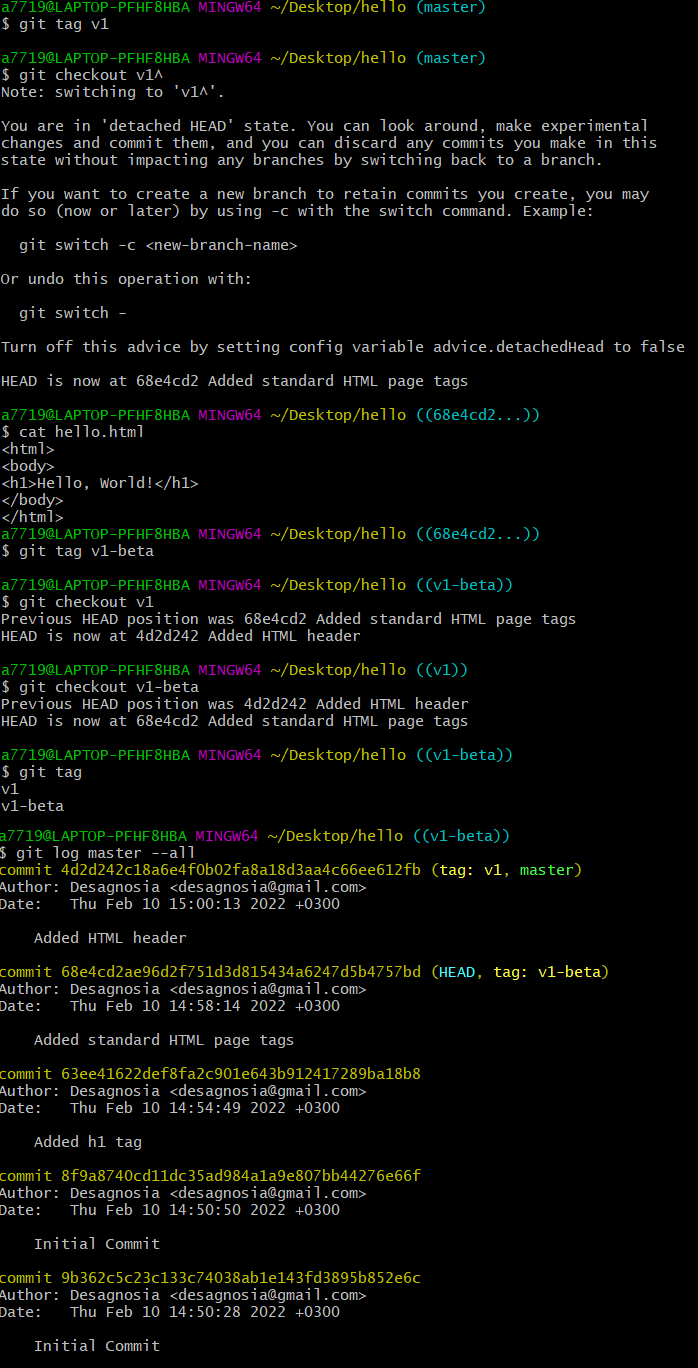 a7719@LAPTOP-PFHF8HBA MINGW64 ~/Desktop/hello (master)
$ git tag v1
a7719@LAPTOP-PFHF8HBA MINGW64 ~/Desktop/hello (master)
$ git checkout v1^
Note: switching to 'v1^'.
You are in 'detached HEAD' state. You can look around, make experimental
changes and commit them, and you can discard any commits you make in this
state without impacting any branches by switching back to a branch.
If you want to create a new branch to retain commits you create, you may
do so (now or later) by using -c with the switch command. Example:
git switch -c <new-branch-name>
Or undo this operation with:
git switch -
Turn off this advice by setting config variable advice.detachedHead to false
HEAD is now at 68e4cd2 Added standard HTML page tags
a7719@LAPTOP-PFHF8HBA MINGW64 ~/Desktop/hello ((68e4cd2...))
$ cat hello.html
<html>
<body>
<h1>Hello, World!</h1>
</body>
</html>
a7719@LAPTOP-PFHF8HBA MINGW64 ~/Desktop/hello ((68e4cd2...))
$ git tag v1-beta
a7719@LAPTOP-PFHF8HBA MINGW64 ~/Desktop/hello ((v1-beta))
$ git checkout v1
Previous HEAD position was 68e4cd2 Added standard HTML page tags
HEAD is now at 4d2d242 Added HTML header
a7719@LAPTOP-PFHF8HBA MINGW64 ~/Desktop/hello ((v1))
$ git checkout v1-beta
Previous HEAD position was 4d2d242 Added HTML header
HEAD is now at 68e4cd2 Added standard HTML page tags
a7719@LAPTOP-PFHF8HBA MINGW64 ~/Desktop/hello ((v1-beta))
$ git tag
v1
v1-beta
a7719@LAPTOP-PFHF8HBA MINGW64 ~/Desktop/hello ((v1-beta))
$ git log master --all
commit 4d2d242c18a6e4f0b02fa8a18d3aa4c66ee612fb (tag: v1, master)
Author: Desagnosia <desagnosia@gmail.com>
Date: Thu Feb 10 15:00:13 2022 +0300
Added HTML header
commit 68e4cd2ae96d2f751d3d815434a6247d5b4757bd (HEAD, tag: v1-beta)
Author: Desagnosia <desagnosia@gmail.com>
Date: Thu Feb 10 14:58:14 2022 +0300
Added standard HTML page tags
commit 63ee41622def8fa2c901e643b912417289ba18b8
Author: Desagnosia <desagnosia@gmail.com>
Date: Thu Feb 10 14:54:49 2022 +0300
Added h1 tag
commit 8f9a8740cd11dc35ad984a1a9e807bb44276e66f
Author: Desagnosia <desagnosia@gmail.com>
Date: Thu Feb 10 14:50:50 2022 +0300
Initial Commit
commit 9b362c5c23c133c74038ab1e143fd3895b852e6c
Author: Desagnosia <desagnosia@gmail.com>
Date: Thu Feb 10 14:50:28 2022 +0300
Initial Commit